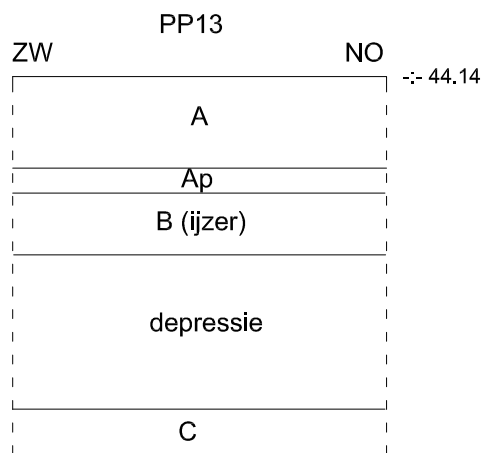 PP13
ZW NO
-:- 44.14
A
Ap
B (ijzer)
depressie
C